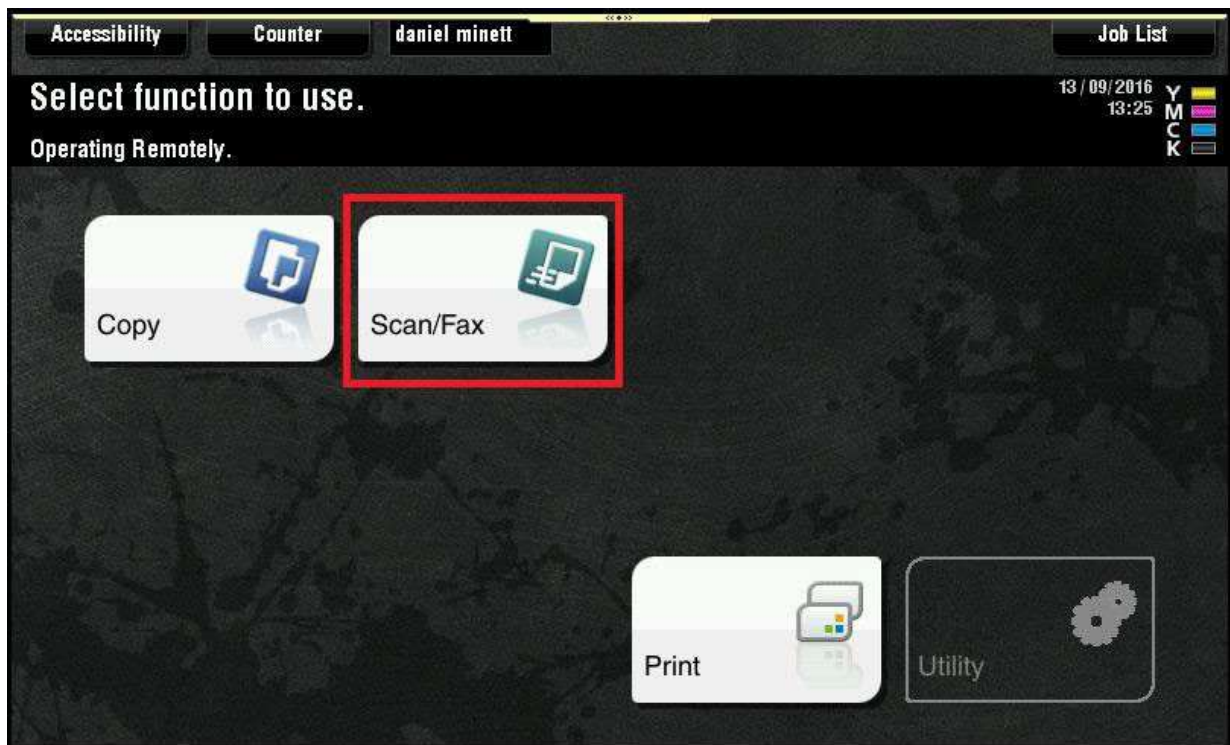 Accessibility
Counter
daniel minett
Job List
Select function to use.
13/09/2016
13:25
Operating Remotely.
Y
M
C
K
Copy
Scan/Fax
Print
Utility